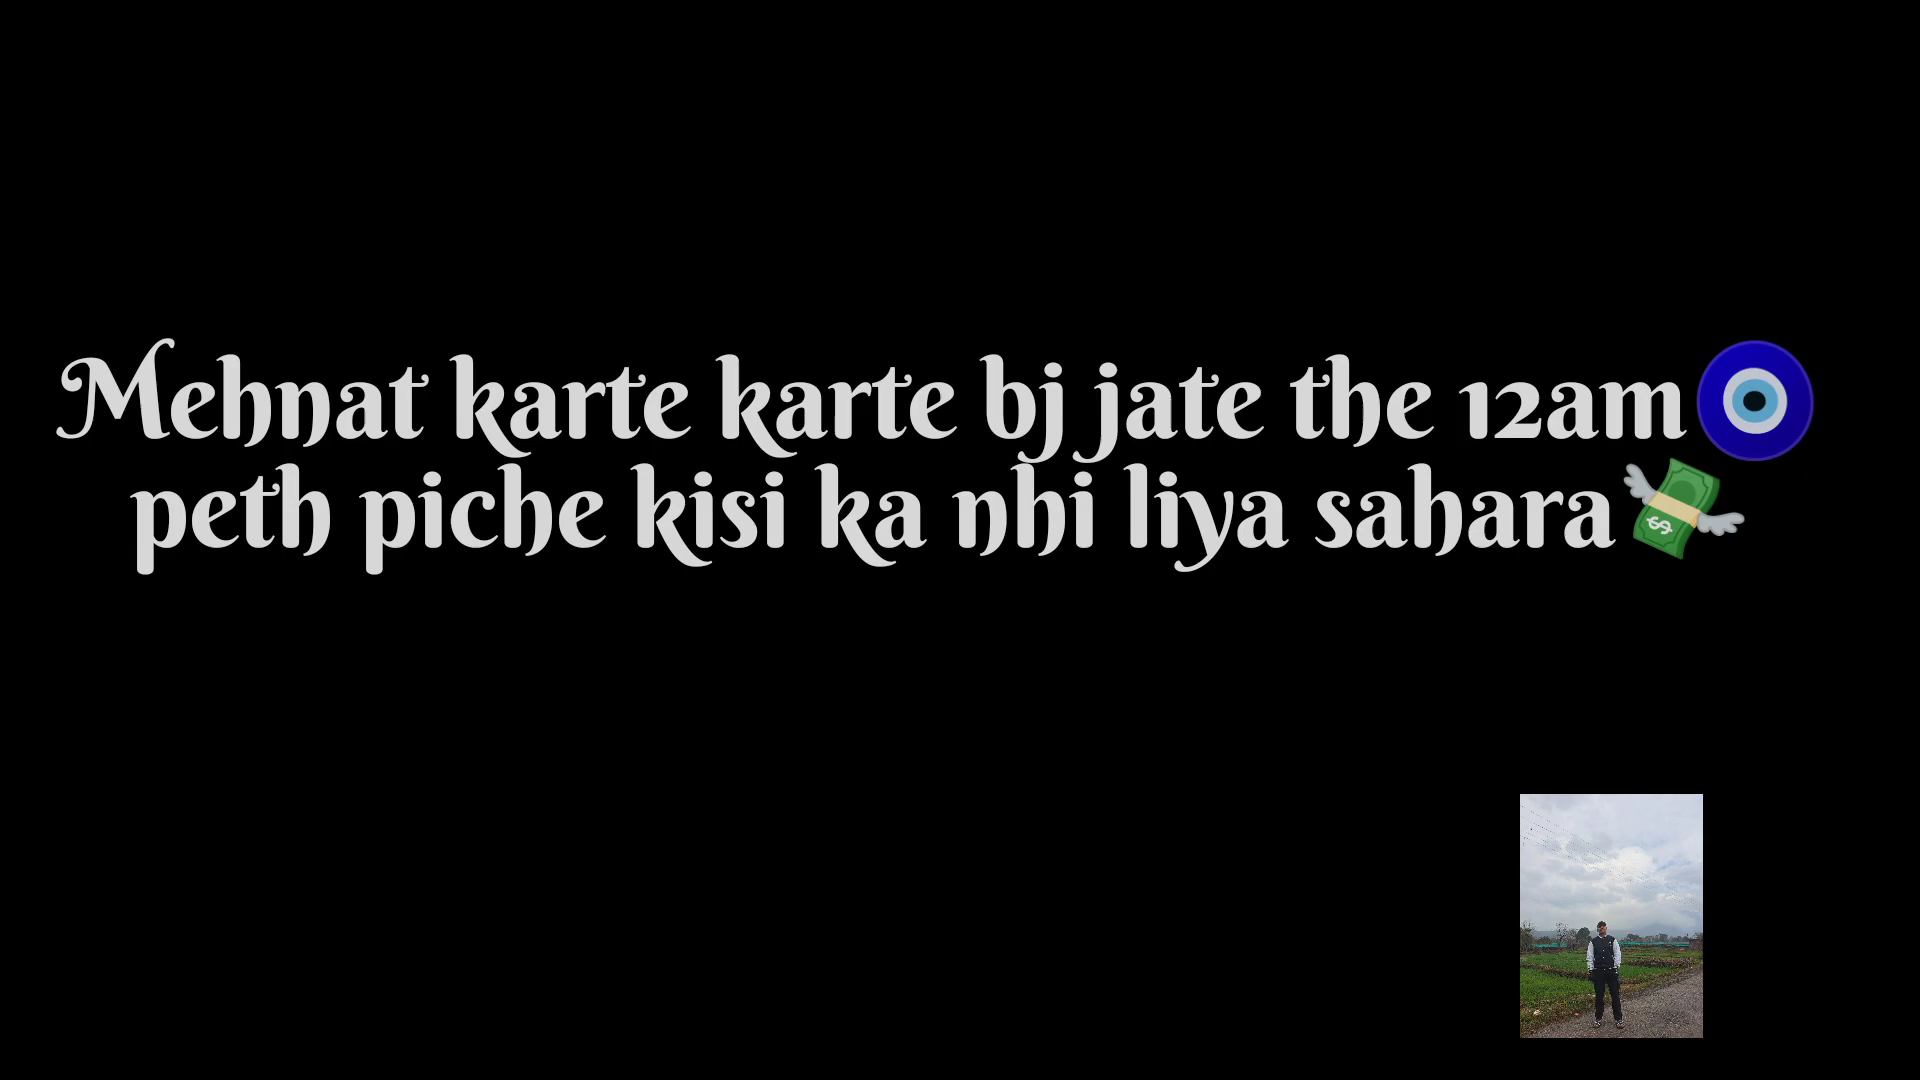 Mehnat karte karte bj jate the 12am🧿
peth piche kisi ka nhi liya sahara💸